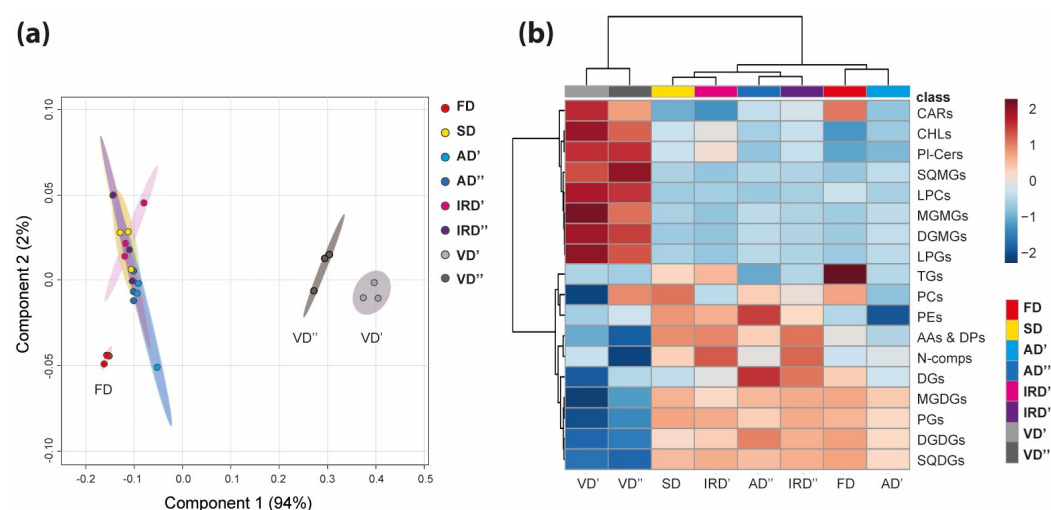 (a)
0.10
0.05
0.0
-0.05
-0.10
Component 2 (2%)
-0.2
-0.1
0.0
0.1
0.2
0.3
0.4
0.5
Component 1 (94%)
FD
VD''
VD'
FD
SD
AD'
AD''
IRD'
IRD''
VD'
VD''
(b)
class
CARs
CHLs
PI-Cers
SQMGs
LPCs
MGMGs
DGMGs
LPGs
TGs
PCs
PEs
AAs & DPs
N-comps
DGs
MGDGs
PGs
DGDGs
SQDGs
VD' VD'' SD IRD' AD'' IRD'' FD AD'
2
1
0
−1
−2
FD
SD
AD'
AD''
IRD'
IRD'
VD'
VD''